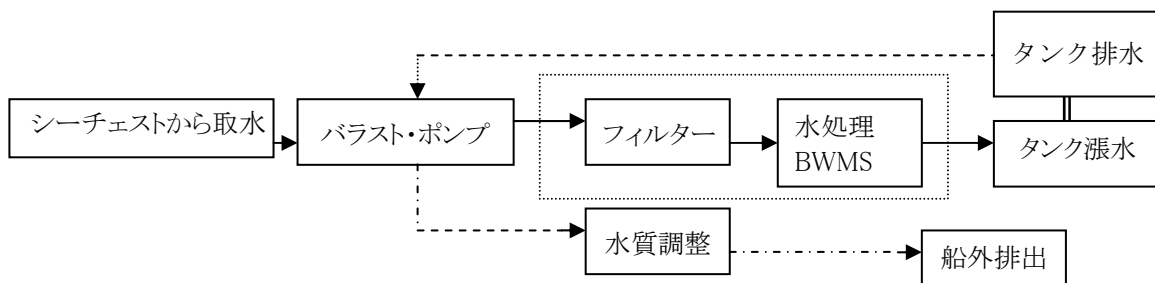 タンク排水
シーチェストから取水
バラスト・ポンプ
フィルター
水処理
BWMS
タンク漲水
水質調整
船外排出